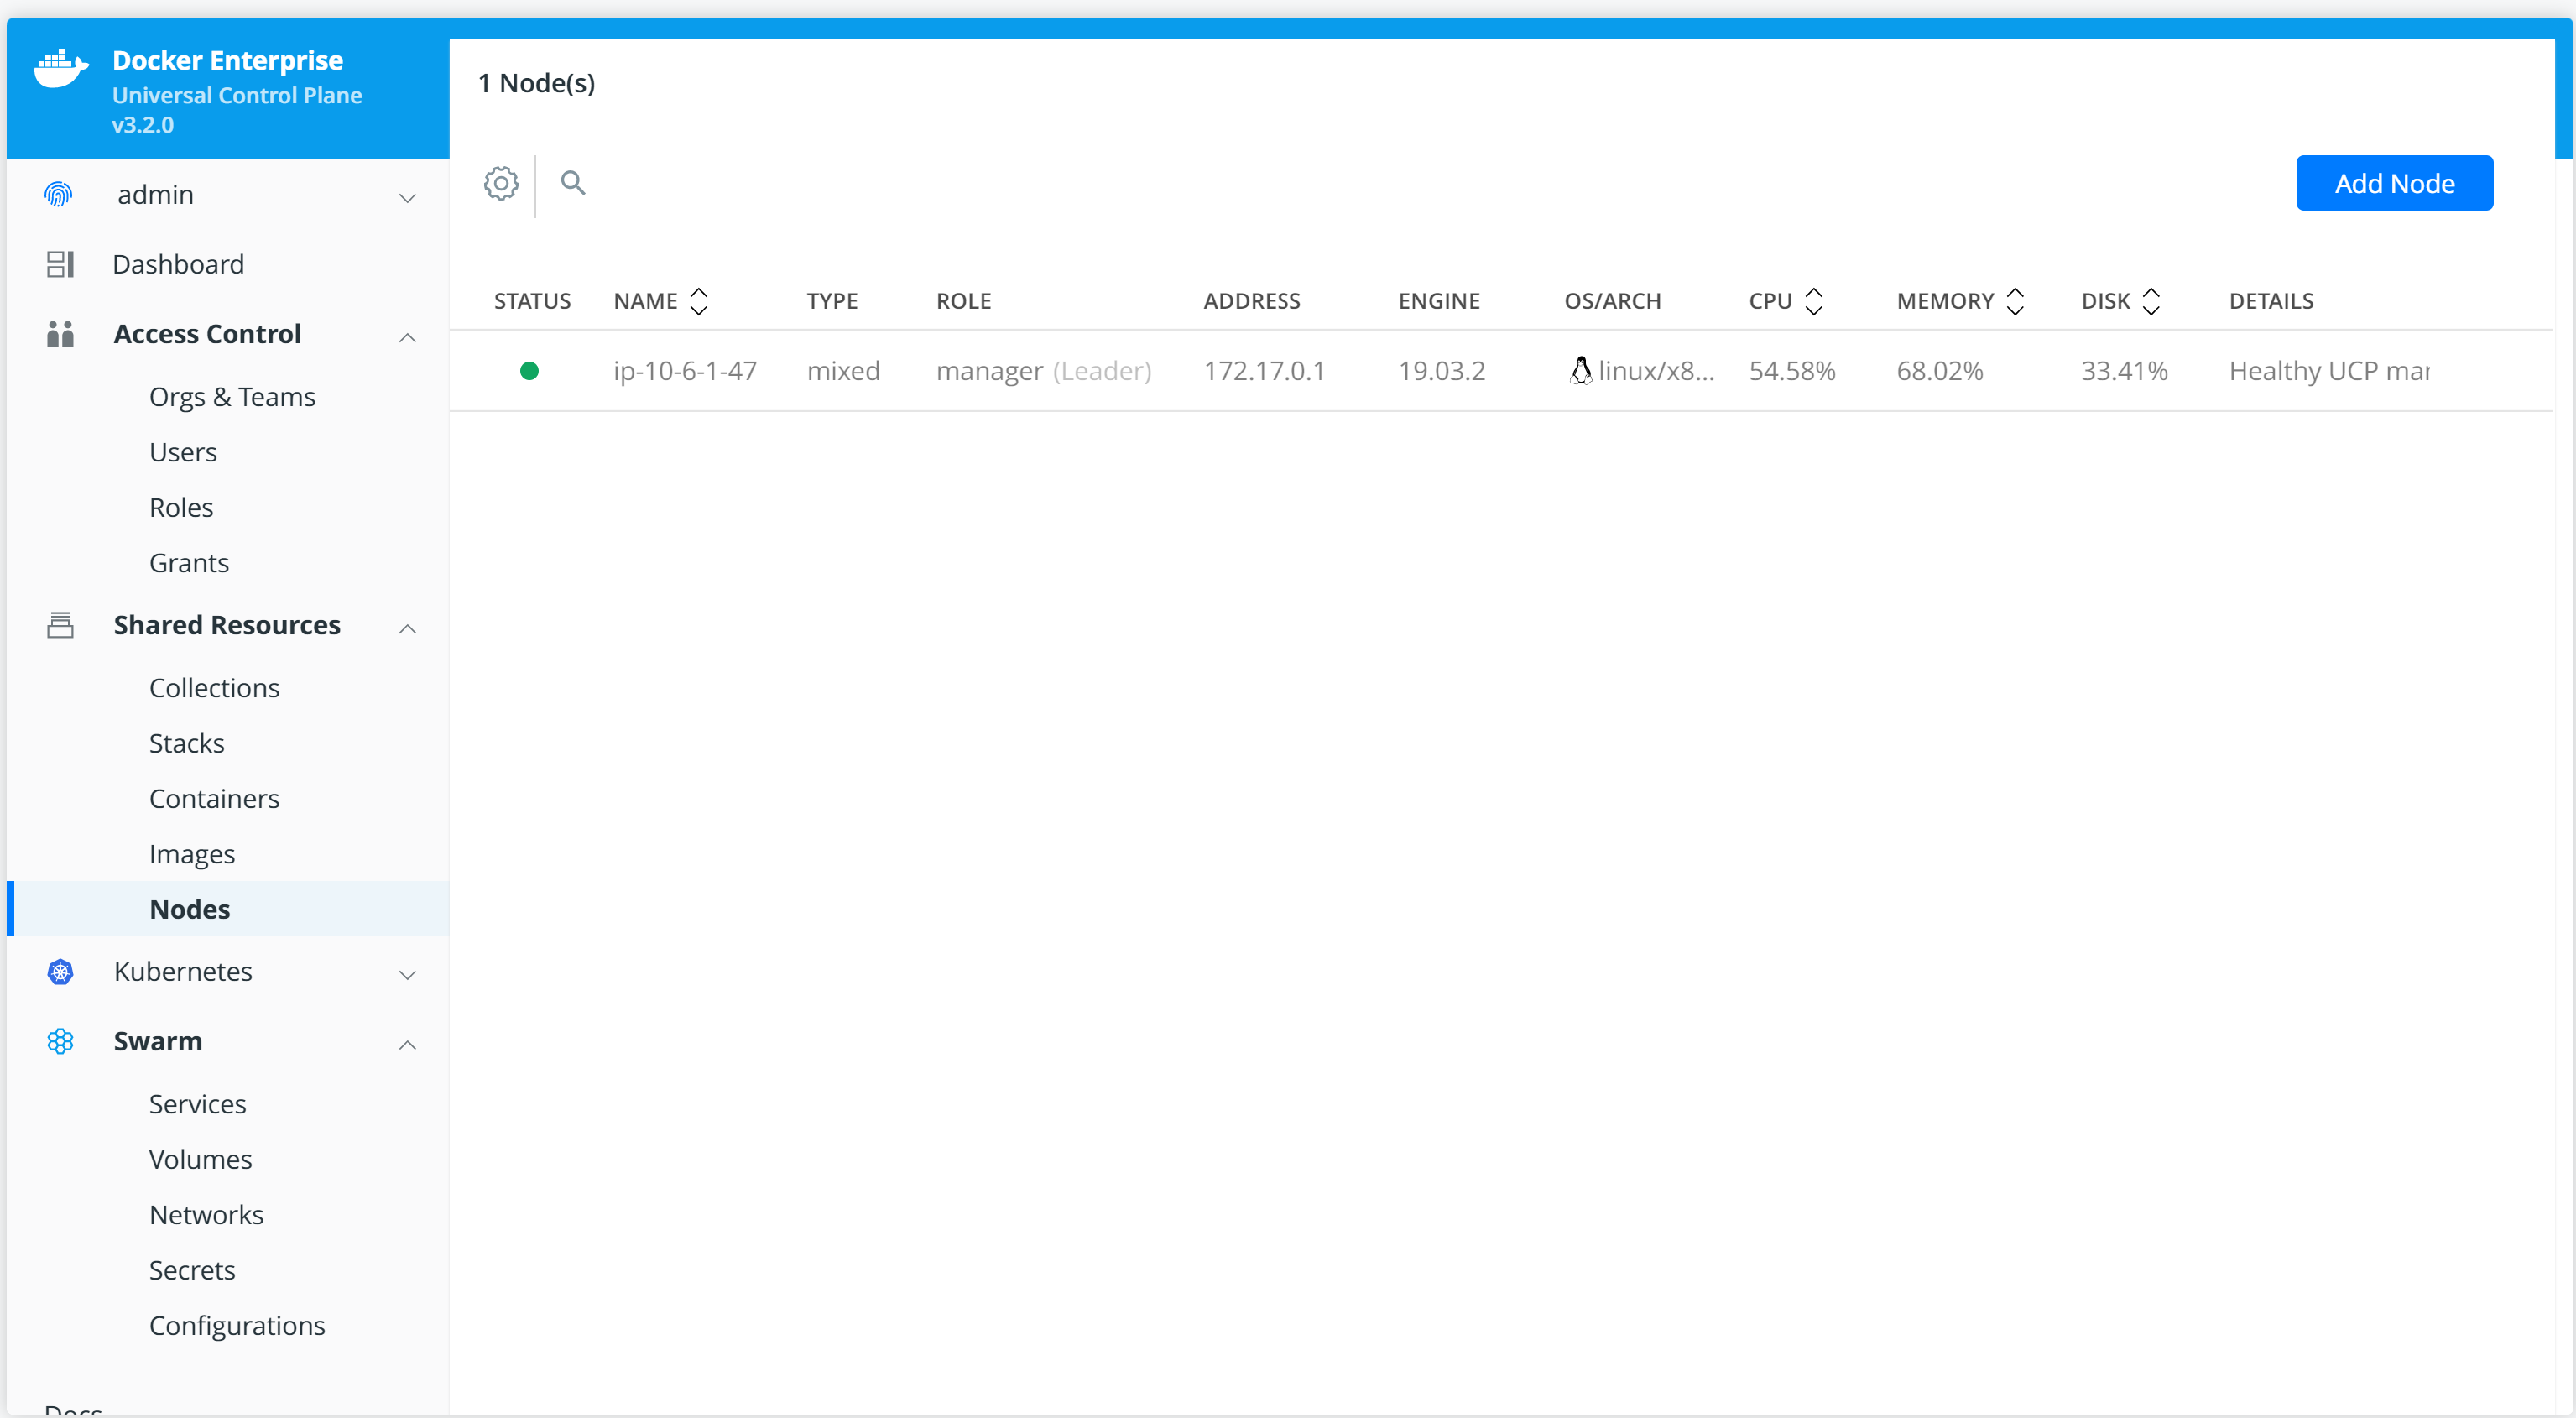 Docker Enterprise
Universal Control Plane
v3.2.0
admin
Dashboard
Access Control
Orgs & Teams
Users
Roles
Grants
Shared Resources
Collections
Stacks
Containers
Images
Nodes
Kubernetes
Swarm
Services
Volumes
Networks
Secrets
Configurations
Docs
1 Node(s)
Add Node
STATUS NAME TYPE ROLE ADDRESS ENGINE OS/ARCH CPU MEMORY DISK DETAILS
ip-10-6-1-47 mixed manager (Leader) 172.17.0.1 19.03.2 linux/x8... 54.58% 68.02% 33.41% Healthy UCP mar